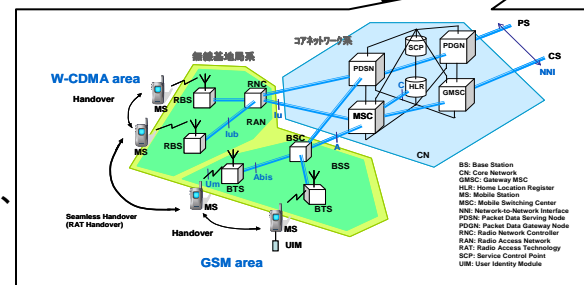 コアネットワーク系
無線基地局系
PS
CS
NNI
SCP
PDGN
PDSN
HLR
C
GMSC
MSC
W-CDMA area
RNC
RBS
RAN
Iu
Handover
MS
MS
Iub
RBS
BSC
A
CN
BSS
Um
Abis
BTS
BTS
MS
MS
Seamless Handover
(RAT Handover)
Handover
UIM
GSM area
BS: Base Station
CN: Core Network
GMSC: Gateway MSC
HLR: Home Location Register
MS: Mobile Station
MSC: Mobile Switching Center
NNI: Network-to-Network Interface
PDSN: Packet Data Serving Node
PDGN: Packet Data Gateway Node
RNC: Radio Network Controller
RAN: Radio Access Network
RAT: Radio Access Technology
SCP: Service Control Point
UIM: User Identity Module